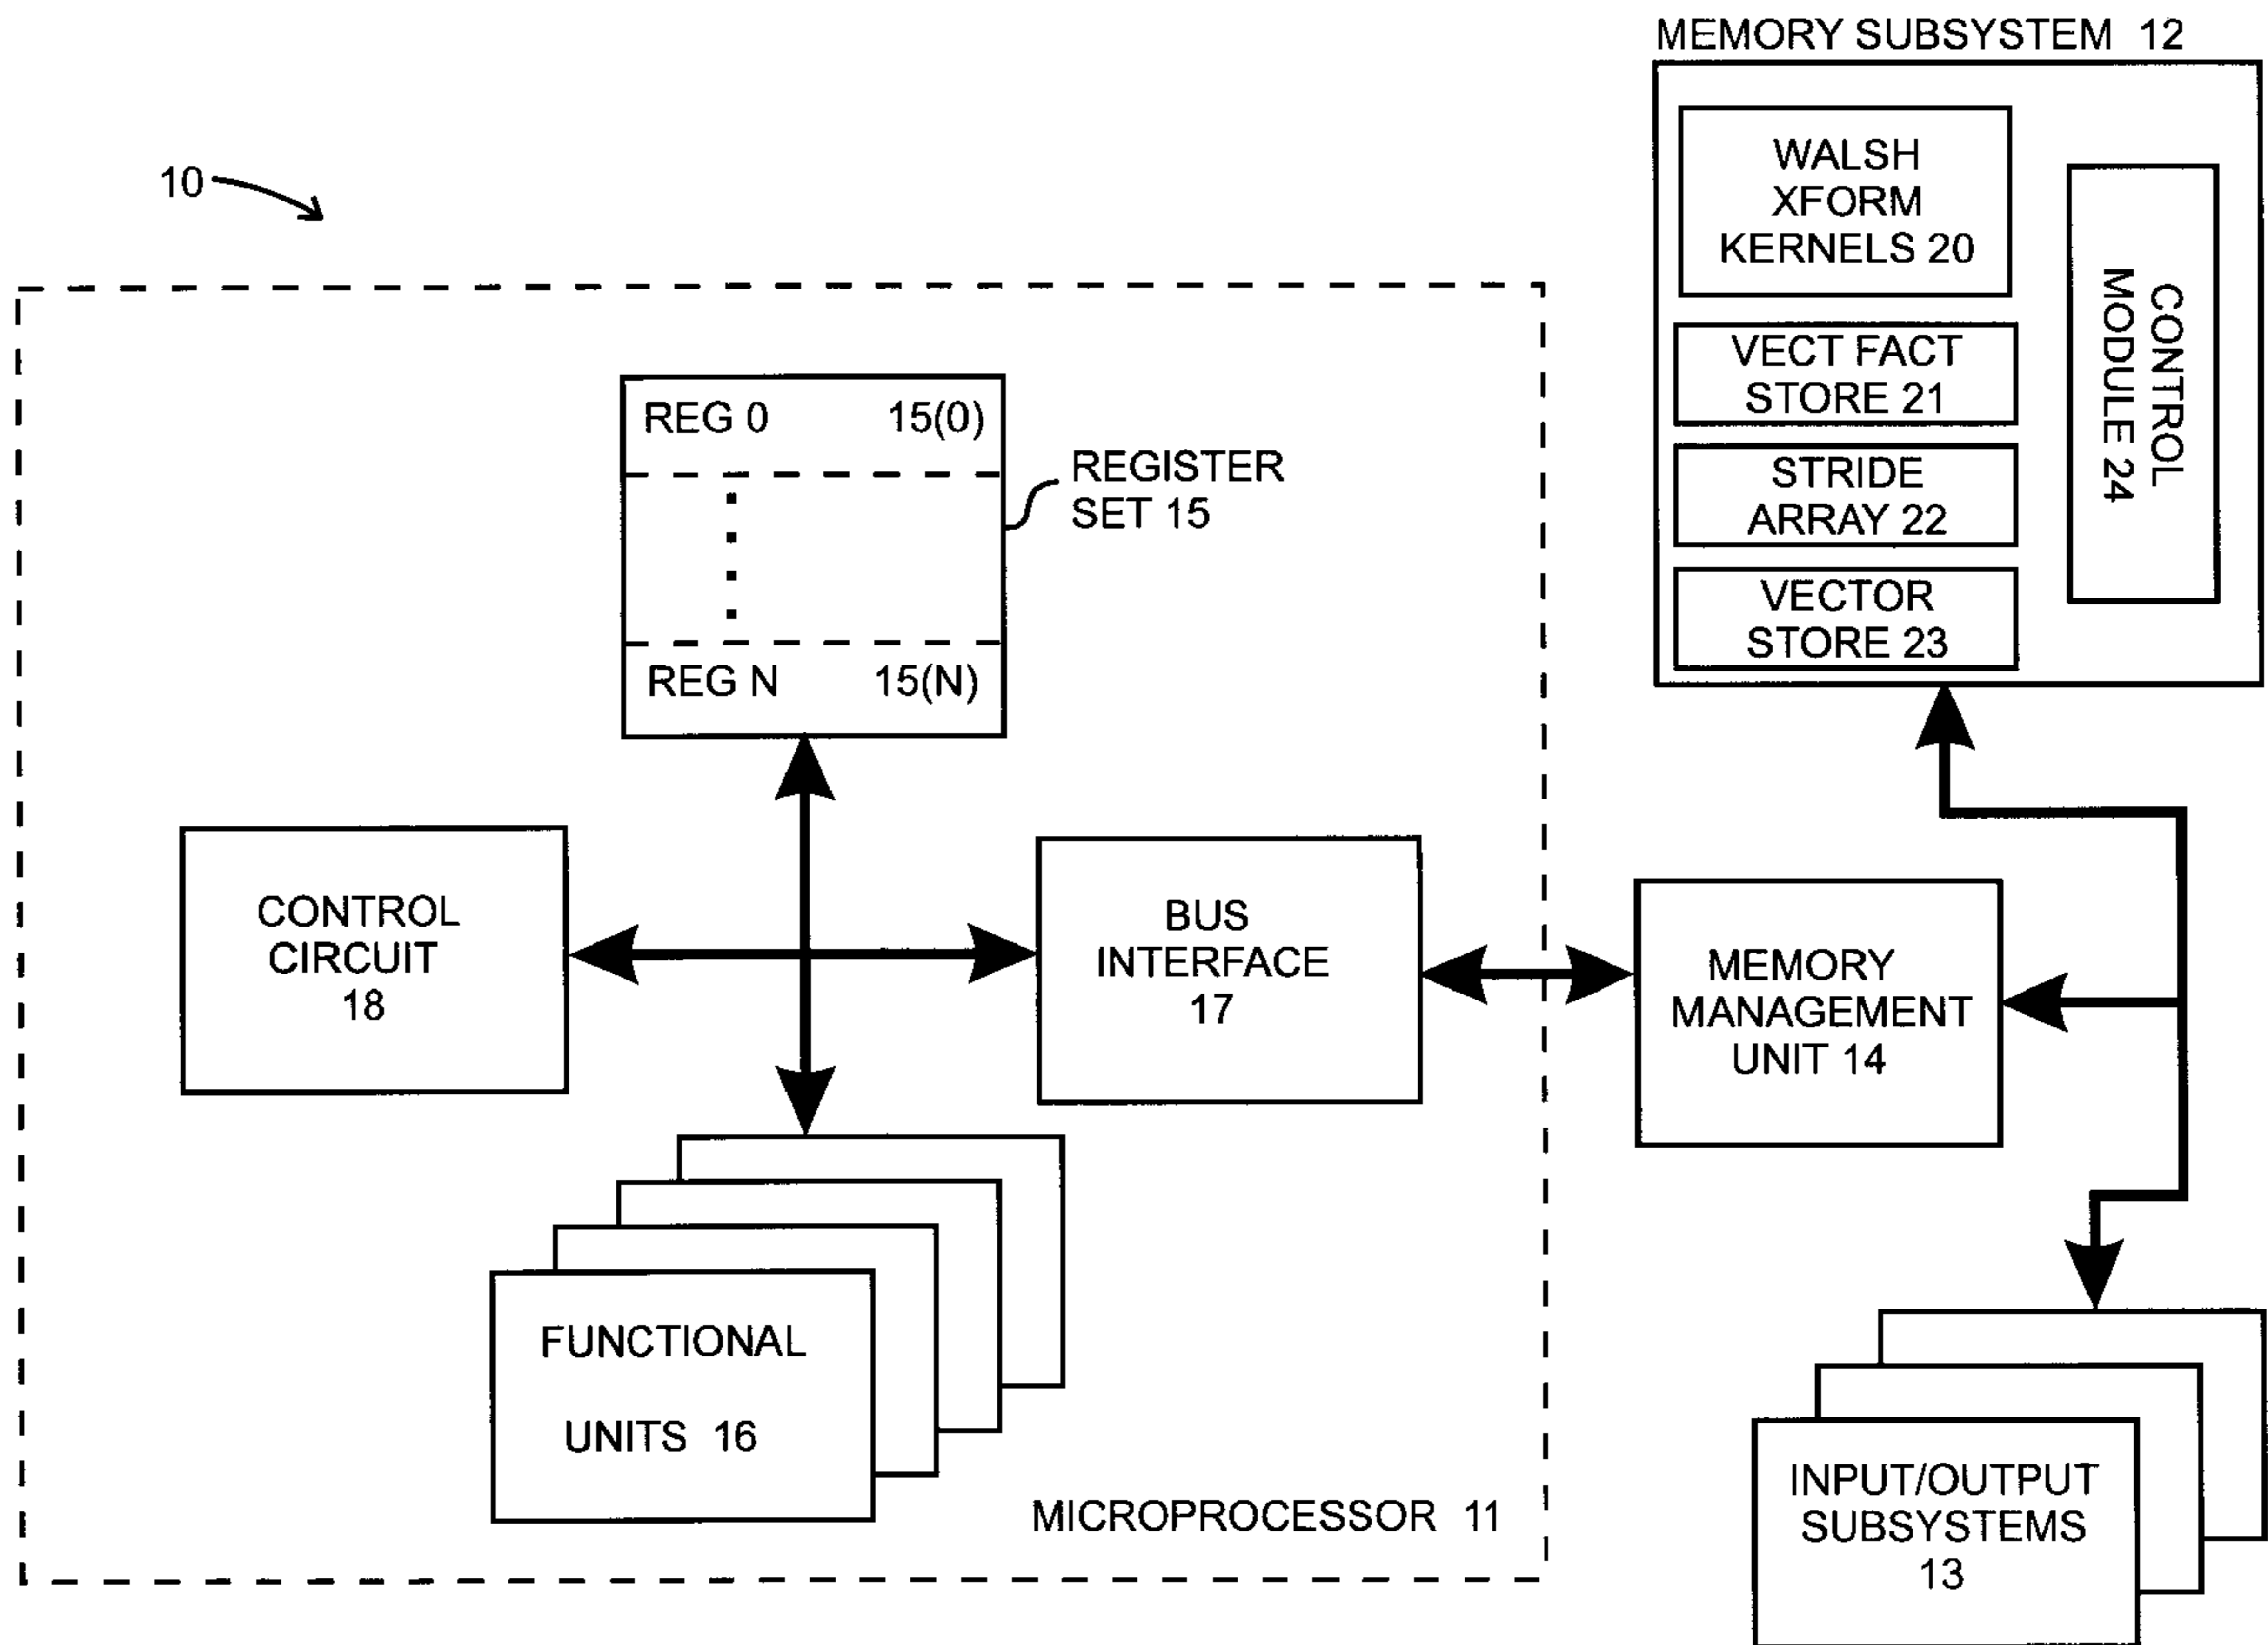 MEMORY SUBSYSTEM 12
10
WALSH
XFORM
KERNELS 20
VECT FACT
STORE 21
STRIDE
ARRAY 22
VECTOR
STORE 23
CONTROL
MODULE 24
REG 0 15(0)
REGISTER
SET 15
REG N 15(N)
CONTROL
CIRCUIT
18
BUS
INTERFACE
17
MEMORY
MANAGEMENT
UNIT 14
FUNCTIONAL
UNITS 16
MICROPROCESSOR 11
INPUT/OUTPUT
SUBSYSTEMS
13